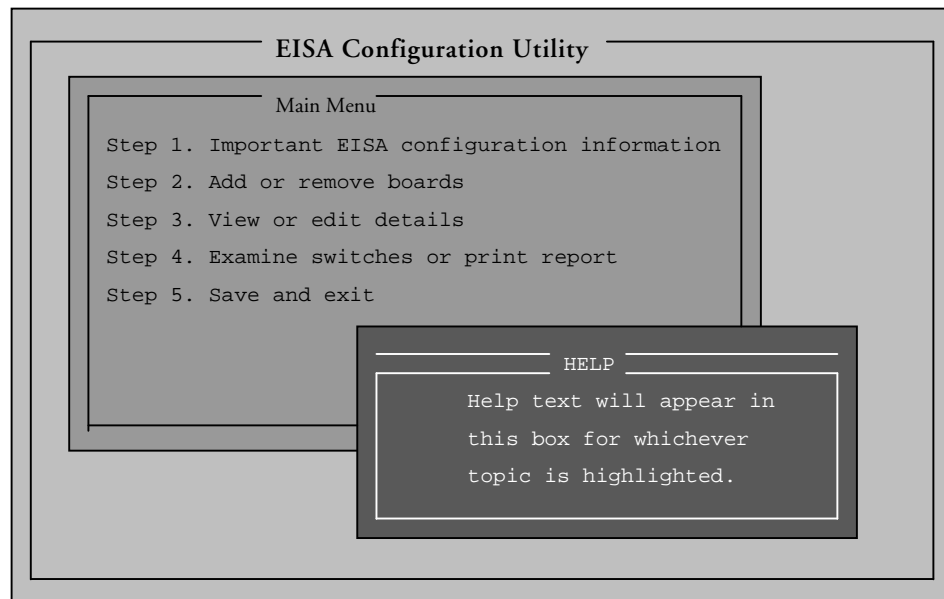 EISA Configuration Utility
Main Menu
Step 1. Important EISA configuration information
Step 2. Add or remove boards
Step 3. View or edit details
Step 4. Examine switches or print report
Step 5. Save and exit
HELP
Help text will appear in
this box for whichever
topic is highlighted.